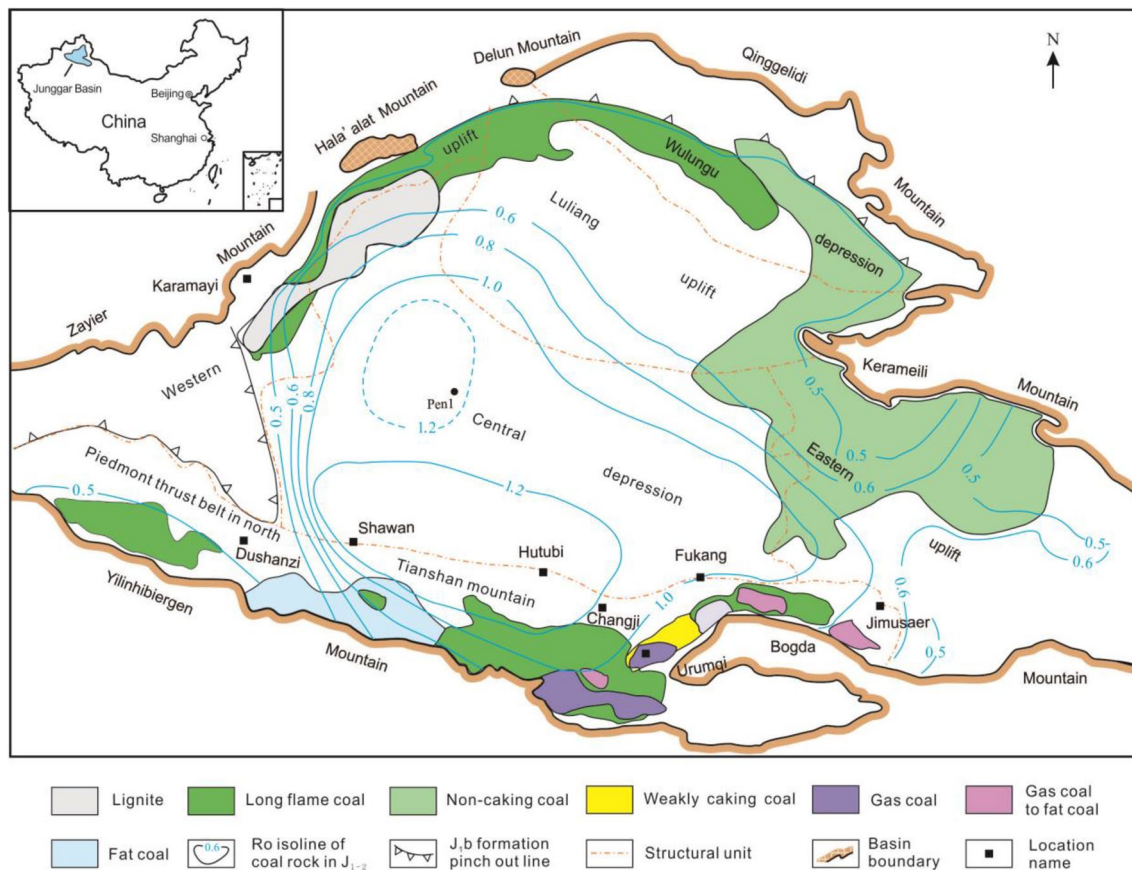 Junggar Basin
Beijing
China
Shanghai
Delun Mountain
Qinggelidi
N
Hala' alat Mountain
uplift
Wulungu
Luliang
Mountain
0.6
Mountain
0.8
depression
Karamayi
1.0
uplift
Zayier
Kerameili
Western
0.5
0.6
0.8
Pen1
1.2
Central
0.5
Mountain
Eastern
0.5
0.6
0.5
Piedmont thrust belt in north
0.5
1.2
depression
Shawan
Dushanzi
Hutubi
Fukang
uplift
0.5
0.6
Yilinhibiergen
Tianshan mountain
Changji
1.0
0.6
Jimusaer
Mountain
Urumqi
Bogda
0.5
Mountain
Lignite
Long flame coal
Non-caking coal
Weakly caking coal
Gas coal
Gas coal
to fat coal
Fat coal
0.6
Ro isoline of
coal rock in J₁₋₂
J₁b formation
pinch out line
Structural unit
Basin
boundary
Location
name